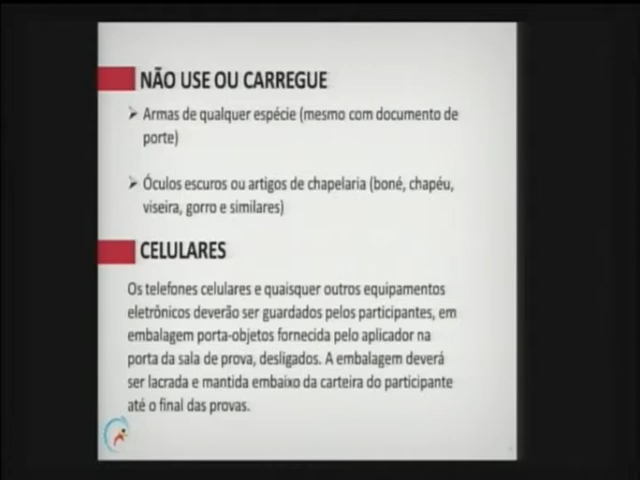 NÃO USE OU CARREGUE
➢ Armas de qualquer espécie (mesmo com documento de
porte)
➢ Óculos escuros ou artigos de chapelaria (boné, chapéu,
viseira, gorro e similares)
CELULARES
Os telefones celulares e quaisquer outros equipamentos
eletrônicos deverão ser guardados pelos participantes, em
embalagem porta-objetos fornecida pelo aplicador na
porta da sala de prova, desligados. A embalagem deverá
ser lacrada e mantida embaixo da carteira do participante
até o final das provas.